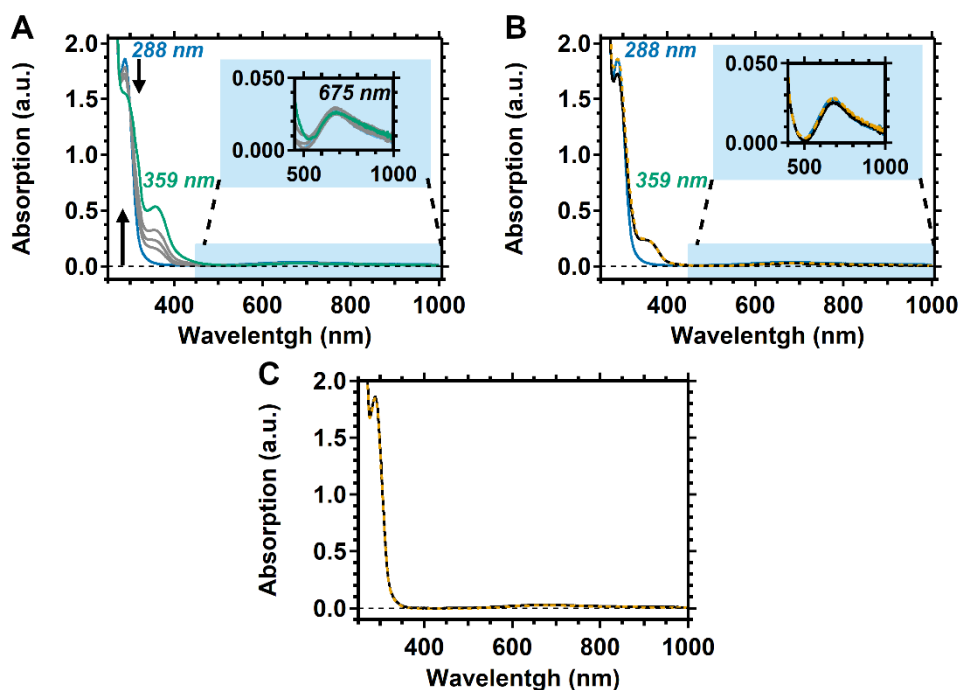 A
2.0
1.5
1.0
0.5
0.0
Absorption (a.u.)
288 nm
359 nm
0.050
0.000
675 nm
500 1000
400 600 800 1000
Wavelentgh (nm)
B
2.0
1.5
1.0
0.5
0.0
Absorption (a.u.)
288 nm
359 nm
0.050
0.000
500 1000
400 600 800 1000
Wavelentgh (nm)
C
2.0
1.5
1.0
0.5
0.0
Absorption (a.u.)
400 600 800 1000
Wavelentgh (nm)